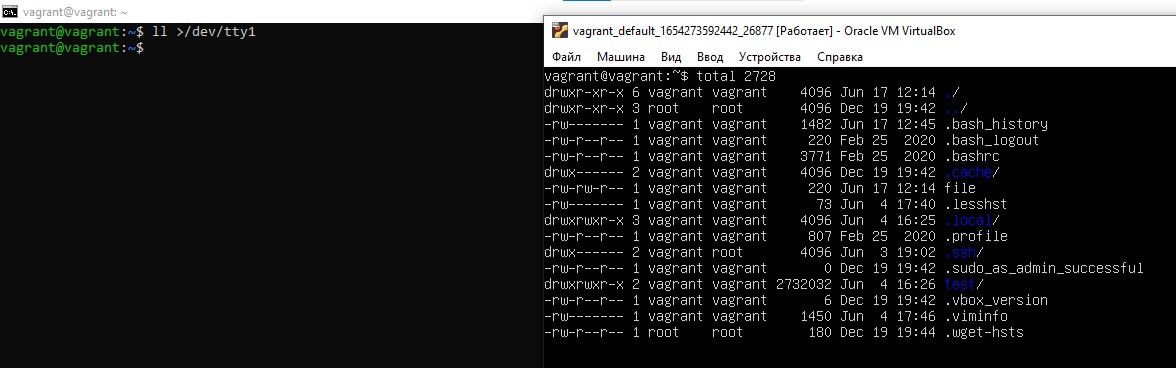 vagrant@vagrant: ~
vagrant@vagrant:~$ ll >/dev/tty1
vagrant@vagrant:~$
vagrant_default_1654273592442_26877 [Работает] - Oracle VM VirtualBox
Файл Машина Вид Ввод Устройства Справка
vagrant@vagrant:~$ total 2728
drwxr-xr-x 6 vagrant vagrant    4096 Jun 17 12:14 ./
drwxr-xr-x 3 root    root       4096 Dec 19 19:42 ../
-rw------- 1 vagrant vagrant    1482 Jun 17 12:45 .bash_history
-rw-r--r-- 1 vagrant vagrant     220 Feb 25  2020 .bash_logout
-rw-r--r-- 1 vagrant vagrant    3771 Feb 25  2020 .bashrc
drwx------ 2 vagrant vagrant    4096 Dec 19 19:42 .cache/
-rw-rw-r-- 1 vagrant vagrant     220 Jun 17 12:14 file
-rw------- 1 vagrant vagrant      73 Jun  4 17:40 .lesshst
drwxrwxr-x 3 vagrant vagrant    4096 Jun  4 16:25 .local/
-rw-r--r-- 1 vagrant vagrant     807 Feb 25  2020 .profile
drwx------ 2 vagrant root       4096 Jun  3 19:02 .ssh/
-rw-r--r-- 1 vagrant vagrant       0 Dec 19 19:42 .sudo_as_admin_successful
drwxrwxr-x 2 vagrant vagrant 2732032 Jun  4 16:26 test/
-rw-r--r-- 1 vagrant vagrant       6 Dec 19 19:42 .vbox_version
-rw------- 1 vagrant vagrant    1450 Jun  4 17:46 .viminfo
-rw-r--r-- 1 root    root        180 Dec 19 19:44 .wget-hsts